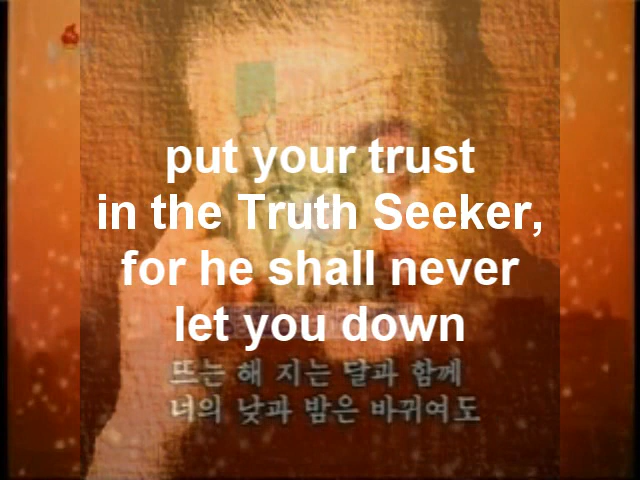 put your trust
in the Truth Seeker,
for he shall never
let you down
뜨는 해 지는 달과 함께
너의 낮과 밤은 바뀌여도